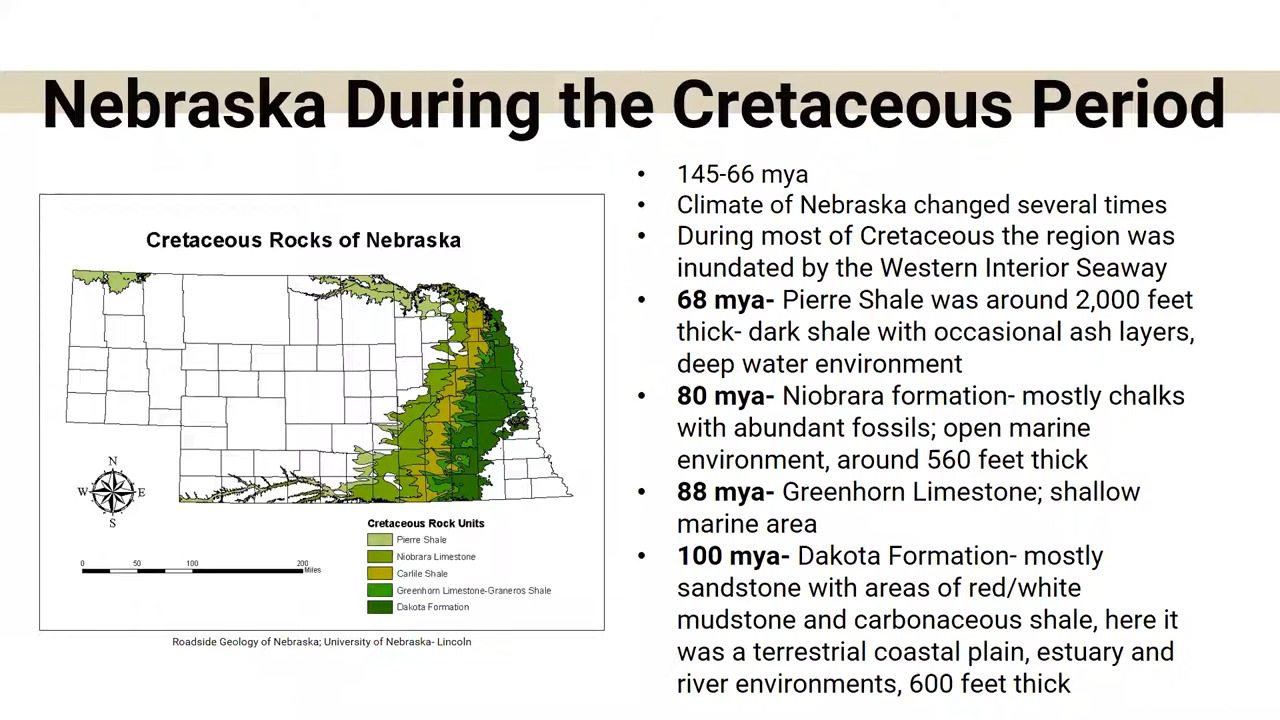 Nebraska During the Cretaceous Period
Cretaceous Rocks of Nebraska
N
W
E
S
0
50
100
200
Miles
Cretaceous Rock Units
Pierre Shale
Niobrara Limestone
Carlile Shale
Greenhorn Limestone-Graneros Shale
Dakota Formation
Roadside Geology of Nebraska; University of Nebraska- Lincoln
• 145-66 mya
• Climate of Nebraska changed several times
• During most of Cretaceous the region was
inundated by the Western Interior Seaway
• 68 mya- Pierre Shale was around 2,000 feet
thick- dark shale with occasional ash layers,
deep water environment
• 80 mya- Niobrara formation- mostly chalks
with abundant fossils; open marine
environment, around 560 feet thick
• 88 mya- Greenhorn Limestone; shallow
marine area
• 100 mya- Dakota Formation- mostly
sandstone with areas of red/white
mudstone and carbonaceous shale, here it
was a terrestrial coastal plain, estuary and
river environments, 600 feet thick